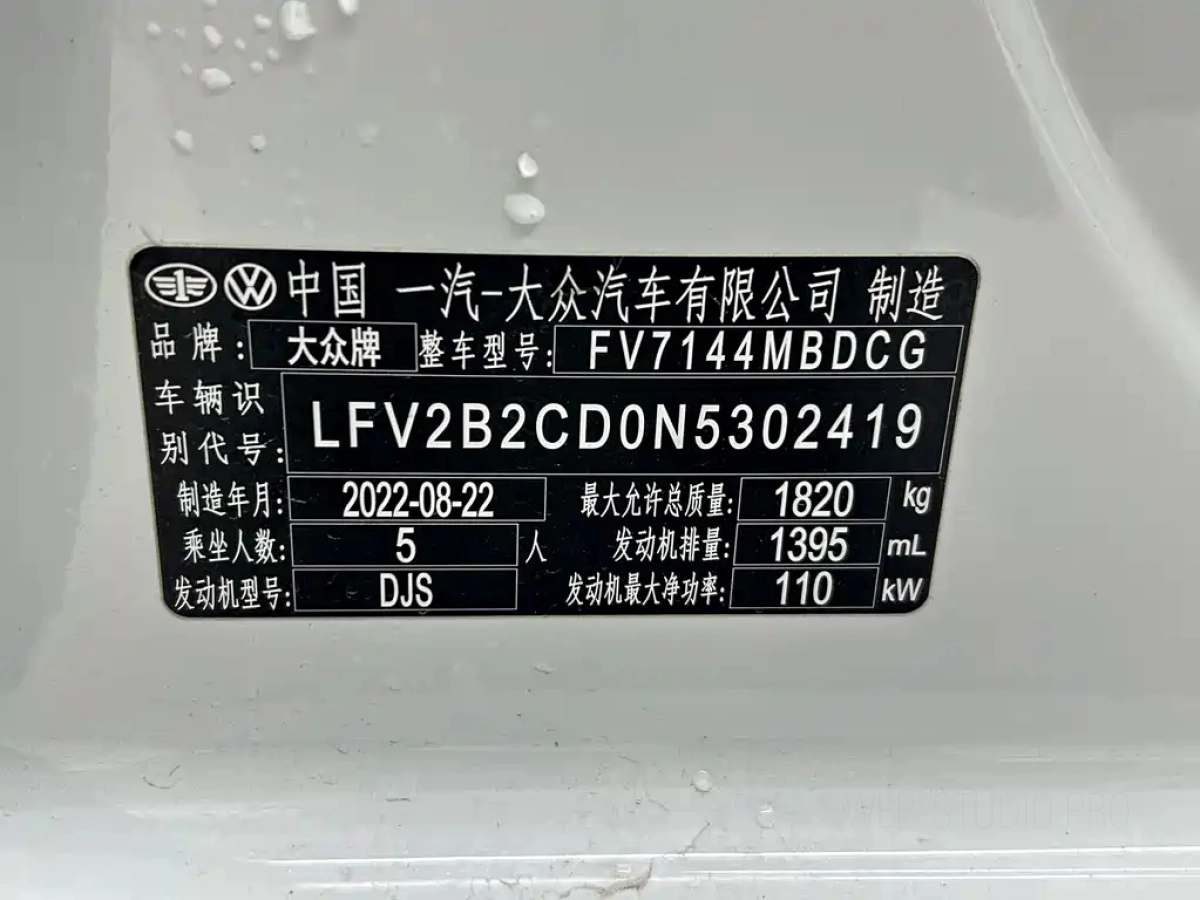 中国 一汽-大众汽车有限公司 制造
品牌: 大众牌 整车型号: FV7144MBDCG
车辆识别代号: LFV2B2CD0N5302419
制造年月: 2022-08-22 最大允许总质量: 1820 kg
乘坐人数: 5 人 发动机排量: 1395 mL
发动机型号: DJS 发动机最大净功率: 110 kW
WEB-STUDIO PRO